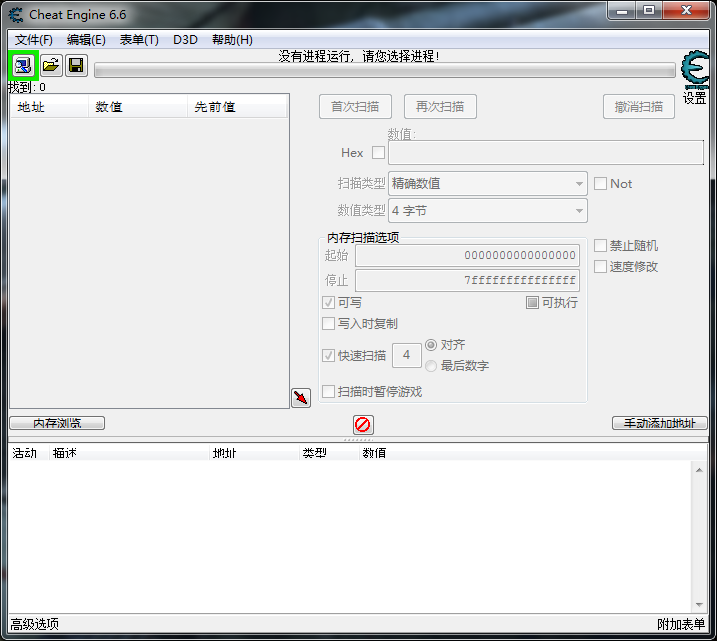 Cheat Engine 6.6
文件(F) 编辑(E) 表单(T) D3D 帮助(H)
没有进程运行，请您选择进程!
找到: 0
设置
地址 数值 先前值
首次扫描 再次扫描 撤消扫描
数值:
Hex
扫描类型 精确数值 Not
数值类型 4 字节
内存扫描选项
起始 0000000000000000
停止 7fffffffffffffff
禁止随机
速度修改
可写 可执行
写入时复制
快速扫描 4 对齐
最后数字
扫描时暂停游戏
内存浏览 手动添加地址
活动 描述 地址 类型 数值
高级选项 附加表单